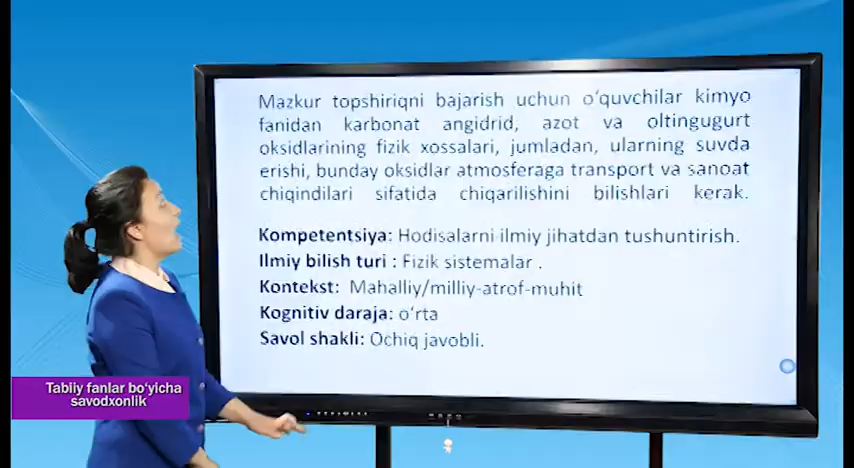 Mazkur topshiriqni bajarish uchun o'quvchilar kimyo
fanidan karbonat angidrid, azot va oltingugurt
oksidlarining fizik xossalari, jumladan, ularning suvda
erishi, bunday oksidlar atmosferaga transport va sanoat
chiqindilari sifatida chiqarilishini bilishlari kerak.
Kompetentsiya: Hodisalarni ilmiy jihatdan tushuntirish.
Ilmiy bilish turi : Fizik sistemalar .
Kontekst: Mahalliy/milliy-atrof-muhit
Kognitiv daraja: o'rta
Savol shakli: Ochiq javobli.
Tabliy fanlar bo'yicha
savodxonlik